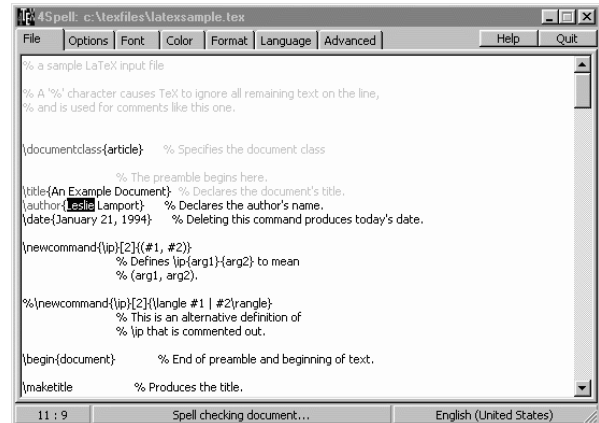 4Spell: c:\texfiles\latexsample.tex
File Options Font Color Format Language Advanced Help Quit
% a sample LaTeX input file
% A '%' character causes TeX to ignore all remaining text on the line,
% and is used for comments like this one.
\documentclass{article} % Specifies the document class
% The preamble begins here.
\title{An Example Document} % Declares the document's title.
\author{Leslie Lamport} % Declares the author's name.
\date{January 21, 1994} % Deleting this command produces today's date.
\newcommand{\ip}[2]{(#1, #2)}
% Defines \ip{arg1}{arg2} to mean
% (arg1, arg2).
%\newcommand{\ip}[2]{\langle #1 | #2\rangle}
% This is an alternative definition of
% \ip that is commented out.
\begin{document} % End of preamble and beginning of text.
\maketitle % Produces the title.
11 : 9 Spell checking document... English (United States)